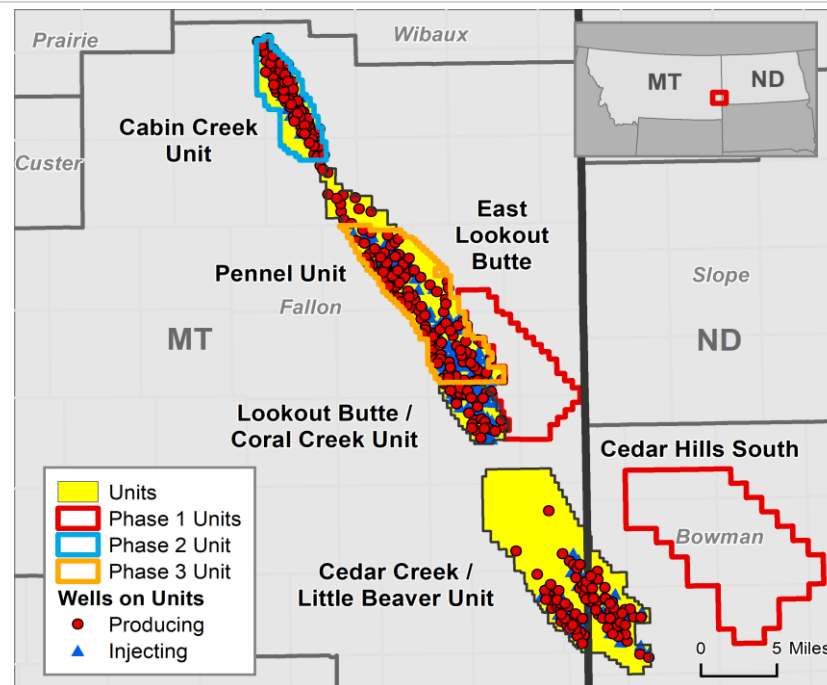 Prairie
Wibaux
MT
ND
Cabin Creek
Unit
Custer
East
Lookout
Butte
Pennel Unit
Fallon
Slope
MT
ND
Lookout Butte /
Coral Creek Unit
Cedar Hills South
Bowman
Units
Phase 1 Units
Phase 2 Unit
Phase 3 Unit
Wells on Units
Producing
Injecting
Cedar Creek /
Little Beaver Unit
0 5 Miles